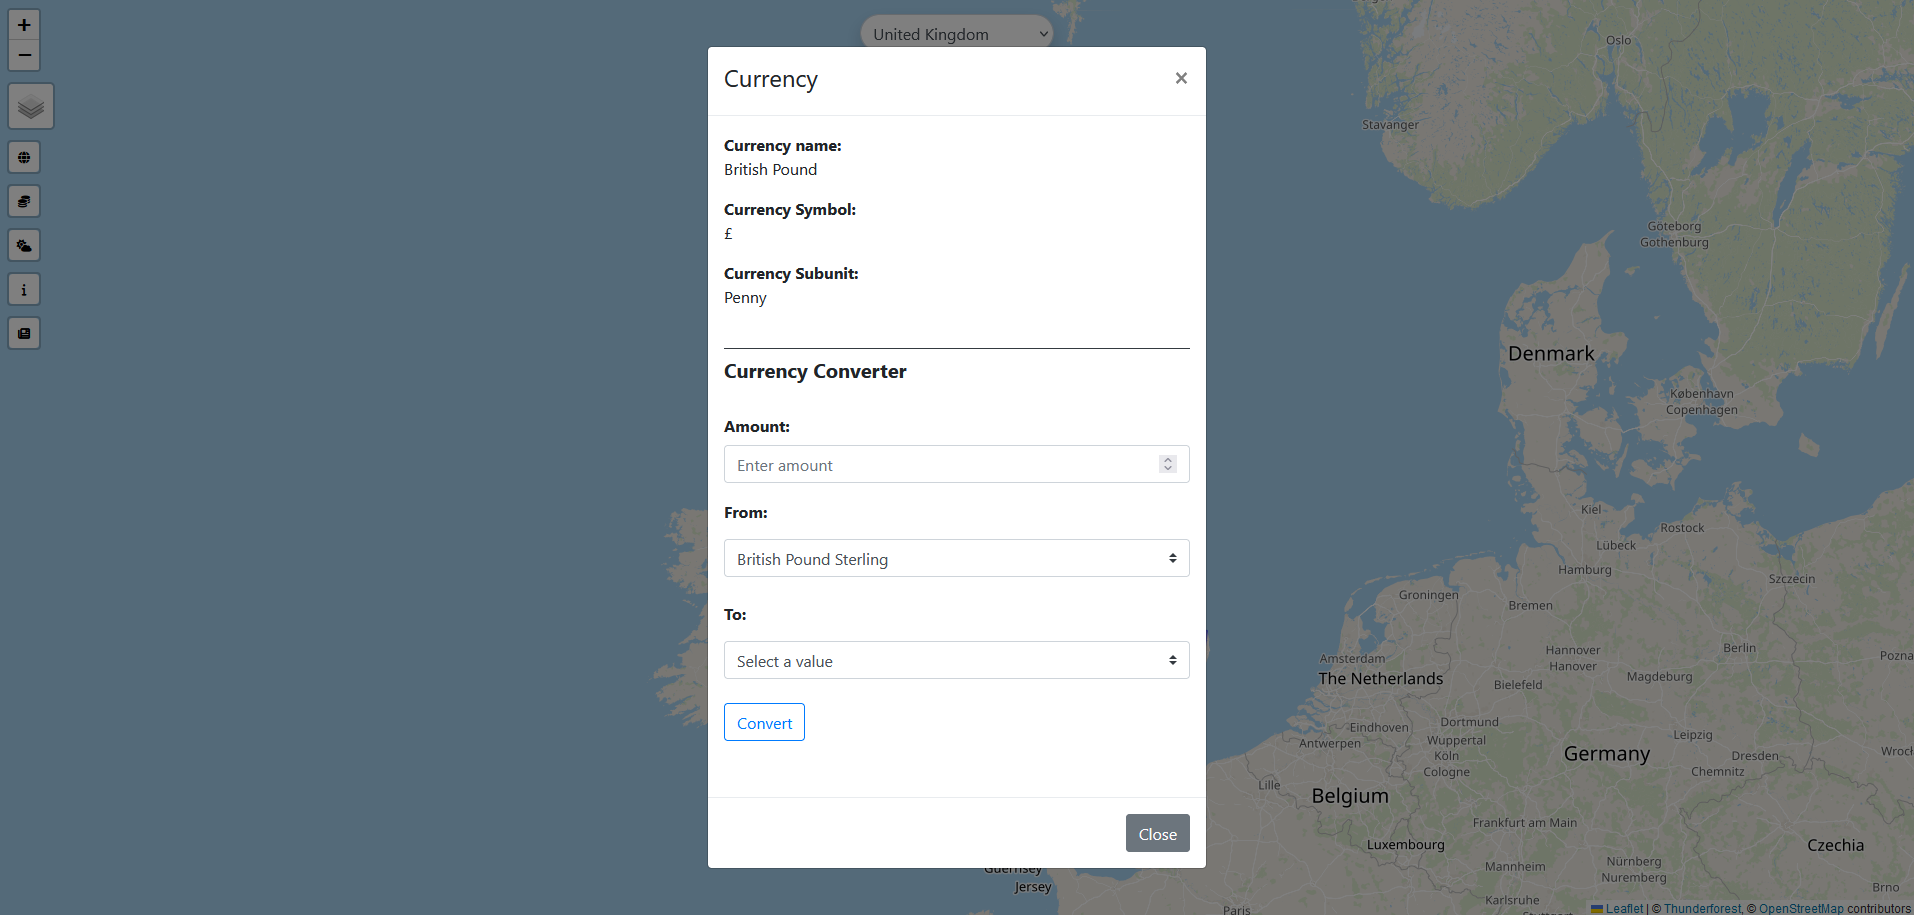 +
−
United Kingdom
Currency
×
Currency name:
British Pound
Currency Symbol:
£
Currency Subunit:
Penny
Currency Converter
Amount:
Enter amount
From:
British Pound Sterling
To:
Select a value
Convert
Close
Oslo
Stavanger
Göteborg
Gothenburg
Denmark
København
Copenhagen
Kiel
Rostock
Lübeck
Hamburg
Szczecin
Groningen
Bremen
Amsterdam
The Netherlands
Hannover
Hanover
Berlin
Pozna
Bielefeld
Magdeburg
Eindhoven
Antwerpen
Dortmund
Wuppertal
Köln
Cologne
Leipzig
Germany
Dresden
Chemnitz
Wrocł
Lille
Belgium
Frankfurt am Main
Luxembourg
Czechia
Mannheim
Nürnberg
Nuremberg
Guernsey
Jersey
Karlsruhe
Brno
Paris
Stuttgart
Leaflet | © Thunderforest, © OpenStreetMap contributors